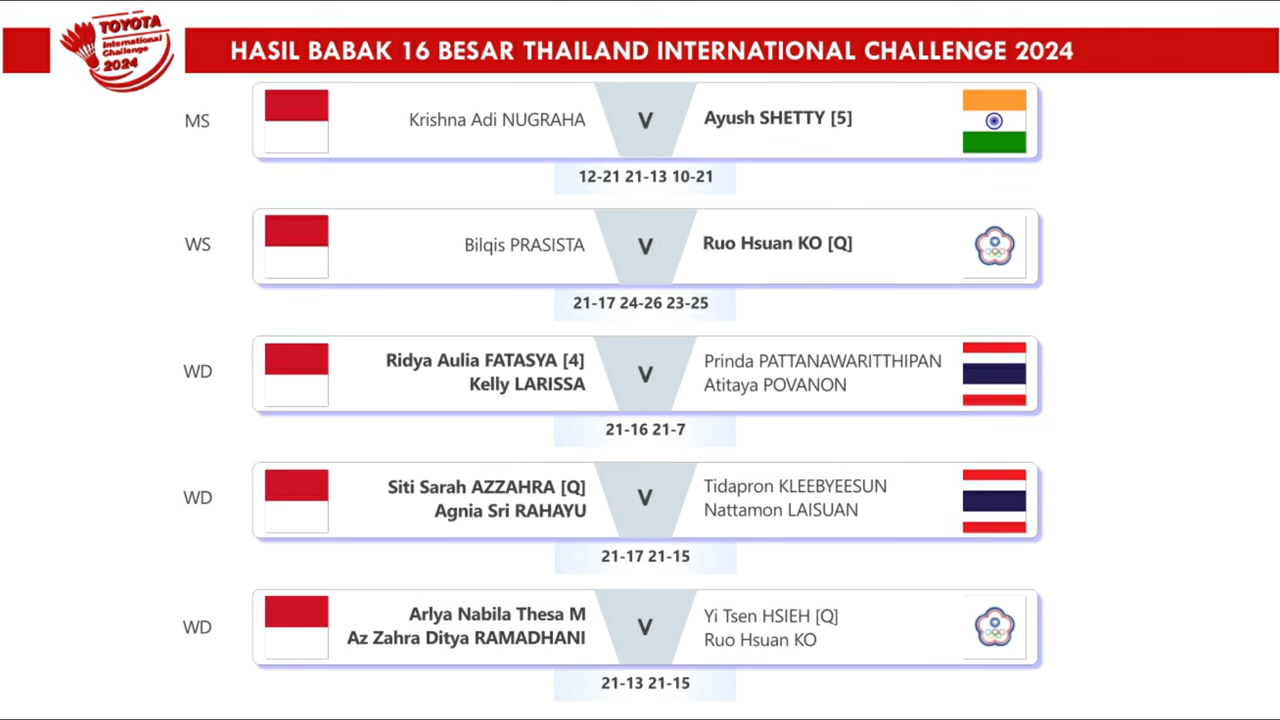 TOYOTA
International
Challenge
2024
HASIL BABAK 16 BESAR THAILAND INTERNATIONAL CHALLENGE 2024
MS
Krishna Adi NUGRAHA
V
Ayush SHETTY [5]
12-21 21-13 10-21
WS
Bilqis PRASISTA
V
Ruo Hsuan KO [Q]
21-17 24-26 23-25
WD
Ridya Aulia FATASYA [4]
Kelly LARISSA
V
Prinda PATTANAWARITTHIPAN
Atitaya POVANON
21-16 21-7
WD
Siti Sarah AZZAHRA [Q]
Agnia Sri RAHAYU
V
Tidapron KLEEBYEESUN
Nattamon LAISUAN
21-17 21-15
WD
Arlya Nabila Thesa M
Az Zahra Ditya RAMADHANI
V
Yi Tsen HSIEH [Q]
Ruo Hsuan KO
21-13 21-15